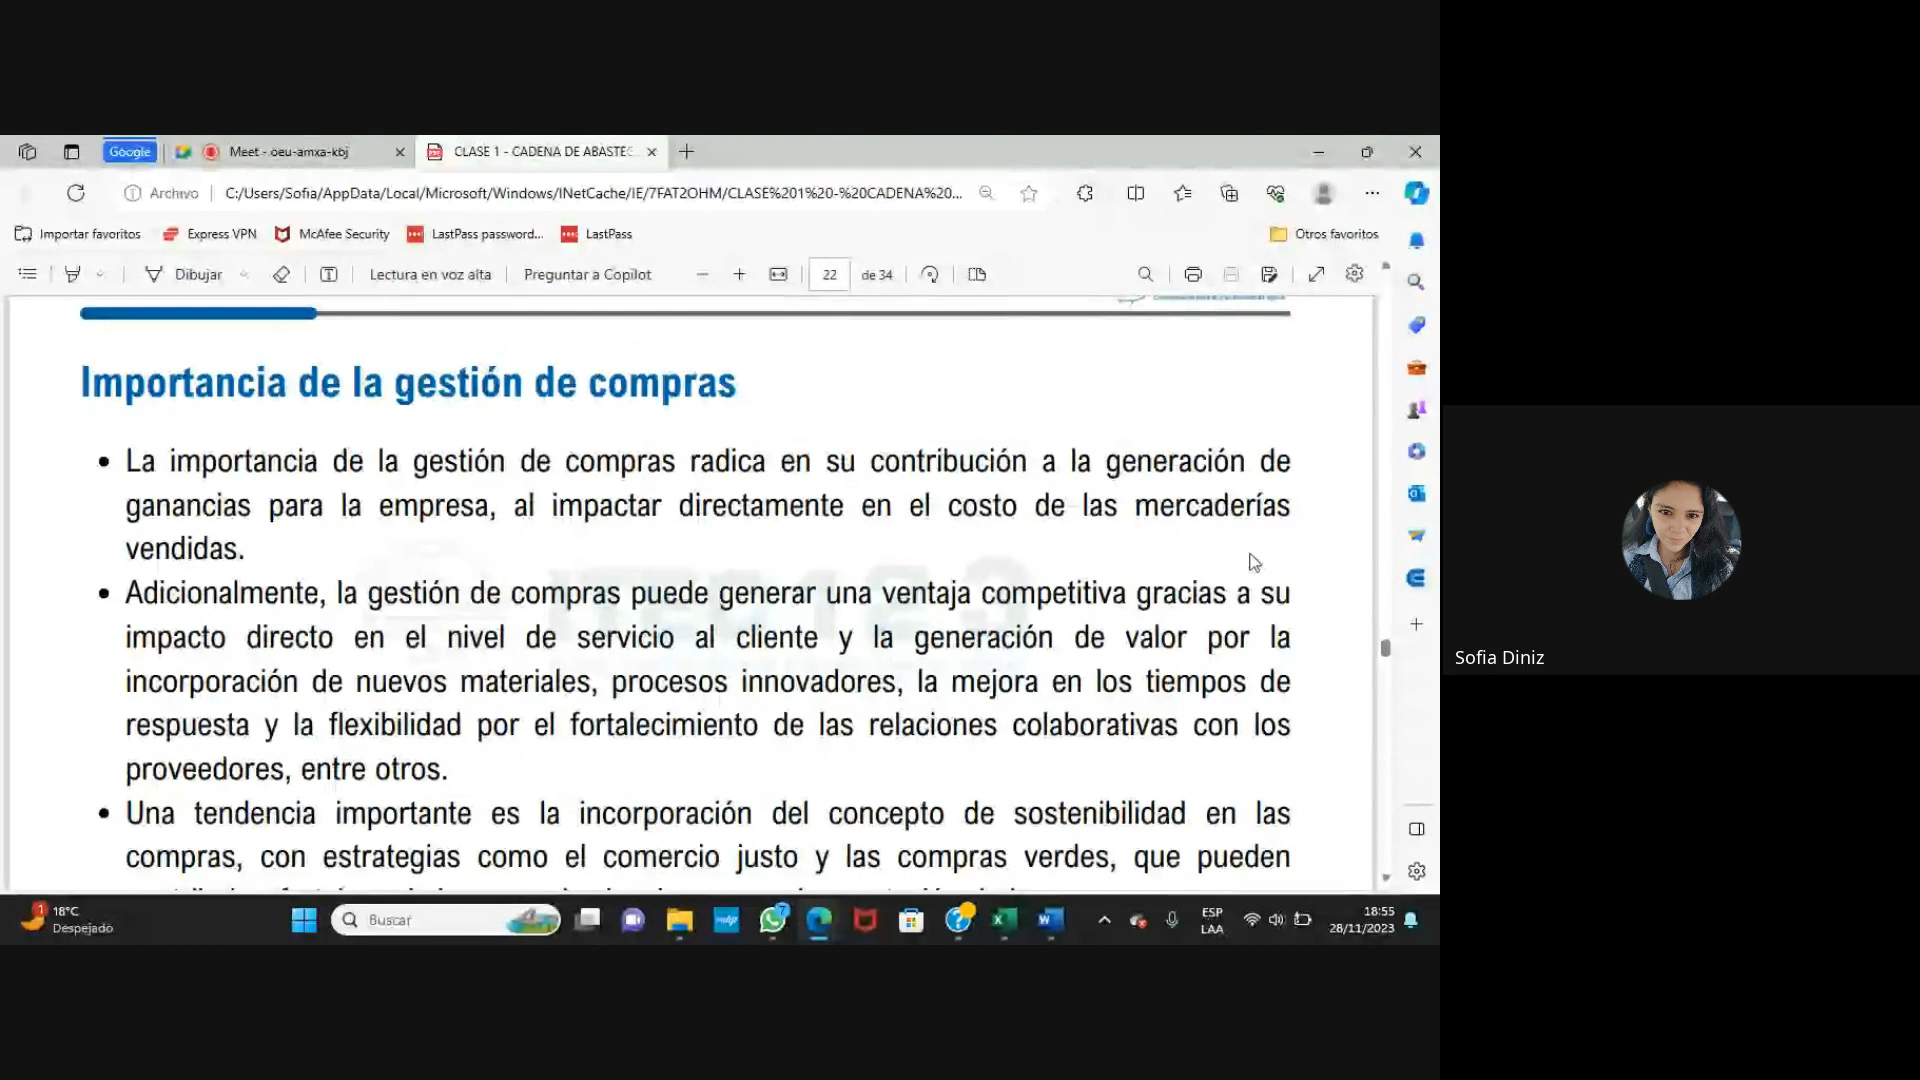 Google
Meet - oeu-amxa-kbj
CLASE 1 - CADENA DE ABASTEC
Archivo
C:/Users/Sofia/AppData/Local/Microsoft/Windows/INetCache/IE/7FAT2OHM/CLASE%201%20-%20CADENA%20...
Importar favoritos
Express VPN
McAfee Security
LastPass password...
LastPass
Otros favoritos
Dibujar
Lectura en voz alta
Preguntar a Copilot
22
de 34
Importancia de la gestión de compras
• La importancia de la gestión de compras radica en su contribución a la generación de
ganancias para la empresa, al impactar directamente en el costo de las mercaderías
vendidas.
• Adicionalmente, la gestión de compras puede generar una ventaja competitiva gracias a su
impacto directo en el nivel de servicio al cliente y la generación de valor por la
incorporación de nuevos materiales, procesos innovadores, la mejora en los tiempos de
respuesta y la flexibilidad por el fortalecimiento de las relaciones colaborativas con los
proveedores, entre otros.
• Una tendencia importante es la incorporación del concepto de sostenibilidad en las
compras, con estrategias como el comercio justo y las compras verdes, que pueden
Sofia Diniz
1
18°C
Despejado
Buscar
ESP
LAA
18:55
28/11/2023